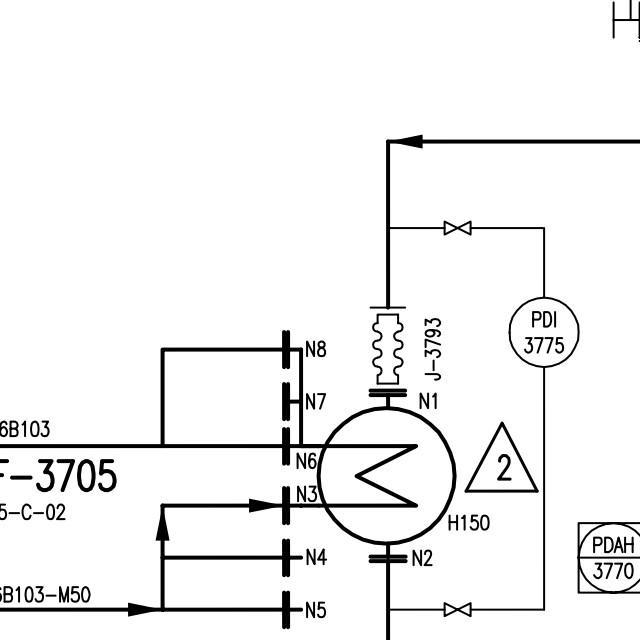 PDI
3775
J-3793
N8
N7
N1
6B103
N6
F-3705
2
N3
5-C-02
H150
PDAH
3770
N4
N2
6B103-M50
N5